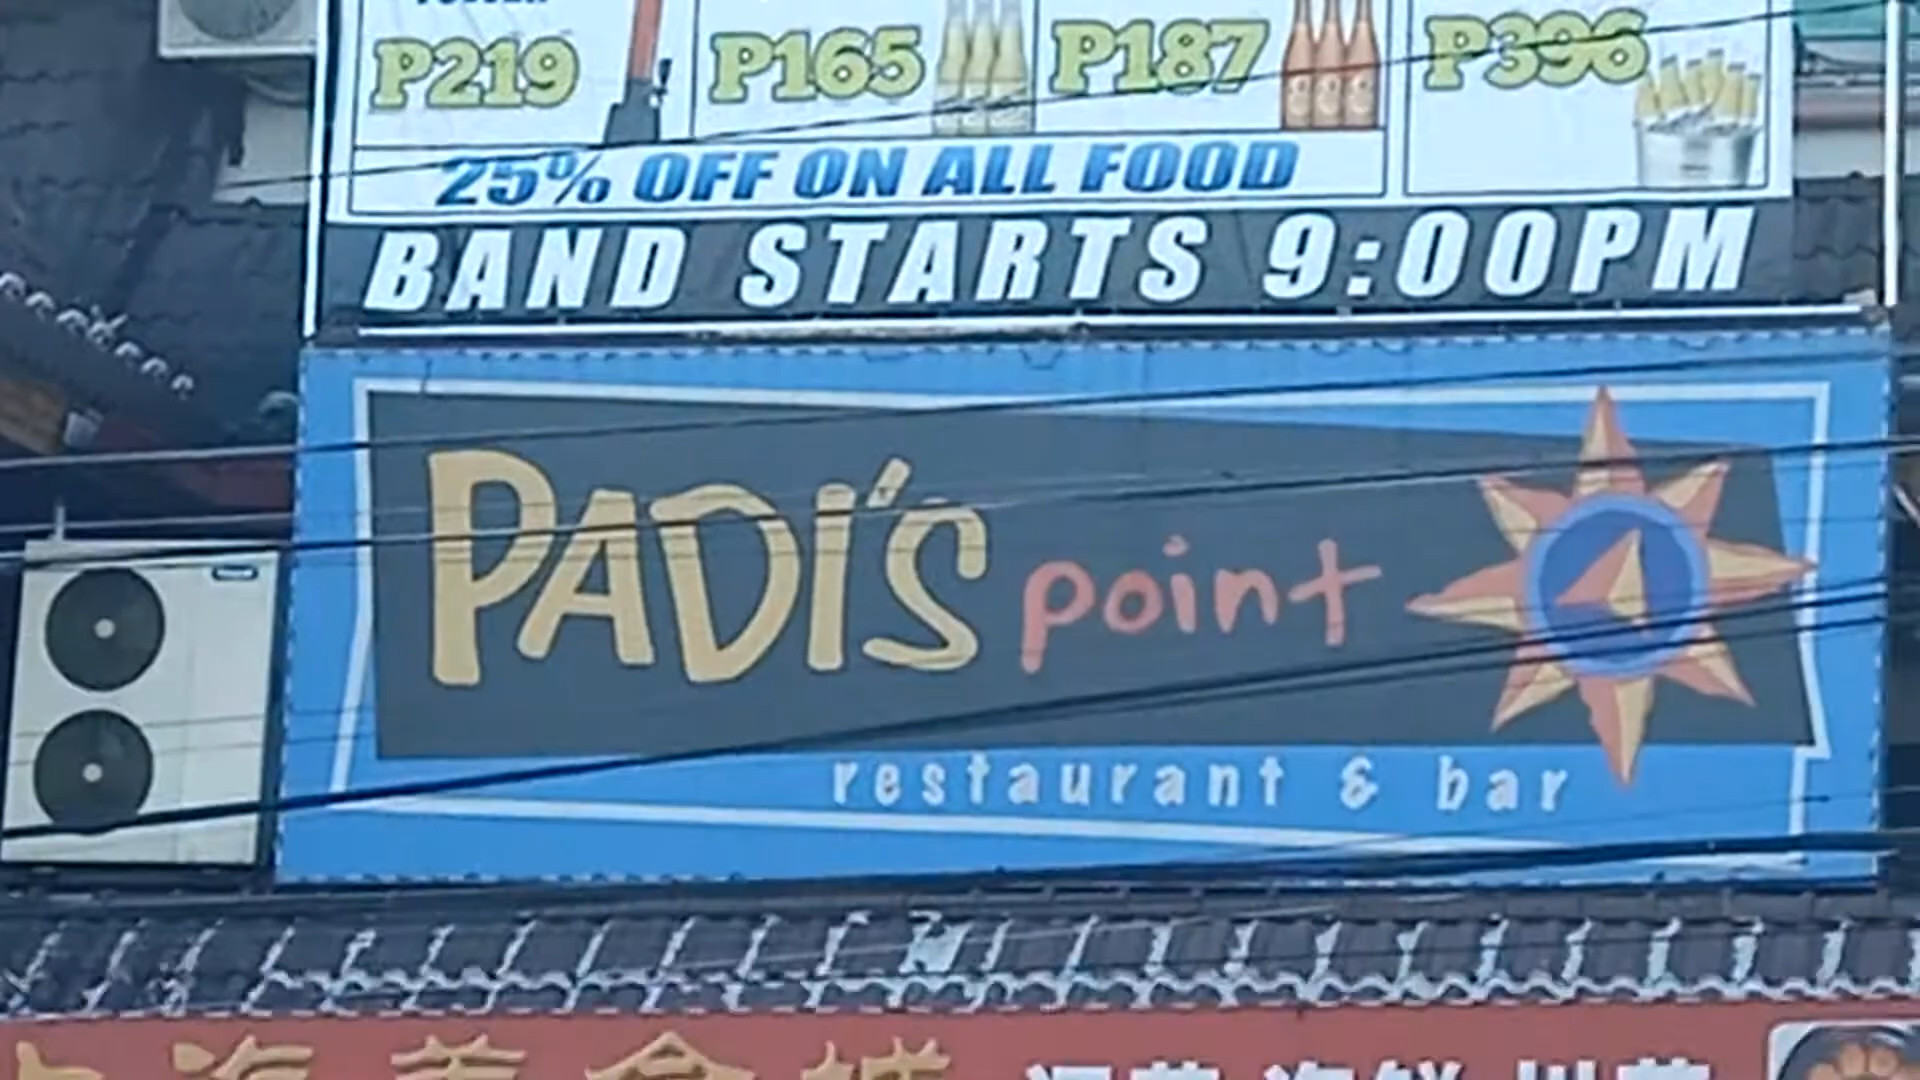 P219 P165 P187 P396
25% OFF ON ALL FOOD
BAND STARTS 9:00PM
PADI'S point
restaurant & bar